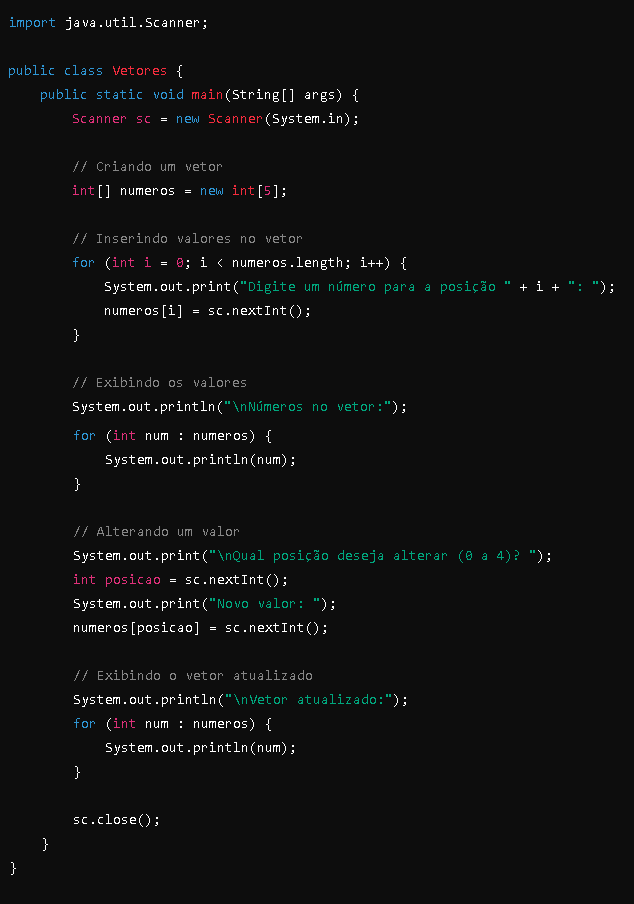 import java.util.Scanner;
public class Vetores {
public static void main(String[] args) {
Scanner sc = new Scanner(System.in);
// Criando um vetor
int[] numeros = new int[5];
// Inserindo valores no vetor
for (int i = 0; i < numeros.length; i++) {
System.out.print("Digite um número para a posição " + i + ": ");
numeros[i] = sc.nextInt();
}
// Exibindo os valores
System.out.println("\nNúmeros no vetor:");
for (int num : numeros) {
System.out.println(num);
}
// Alterando um valor
System.out.print("\nQual posição deseja alterar (0 a 4)? ");
int posicao = sc.nextInt();
System.out.print("Novo valor: ");
numeros[posicao] = sc.nextInt();
// Exibindo o vetor atualizado
System.out.println("\nVetor atualizado:");
for (int num : numeros) {
System.out.println(num);
}
sc.close();
}
}